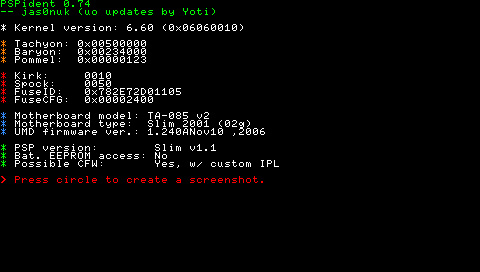 PSPident 0.74
-- jas0nuk (uo updates by Yoti)
* Kernel version: 6.60 (0x06060010)
* Tachyon: 0x00500000
* Baryon: 0x00234000
* Pommel: 0x00000123
* Kirk: 0010
* Spock: 0050
* FuseID: 0x782E72D01105
* FuseCFG: 0x00002400
* Motherboard model: TA-085 v2
* Motherboard type: Slim 2001 (02g)
* UMD firmware ver.: 1.240ANov10 ,2006
* PSP version: Slim v1.1
* Bat. EEPROM access: No
* Possible CFW: Yes, w/ custom IPL
> Press circle to create a screenshot.